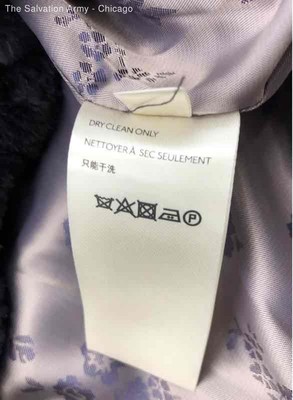 The Salvation Army - Chicago
DRY CLEAN ONLY
NETTOYER À SEC SEULEMENT
只能干洗
P